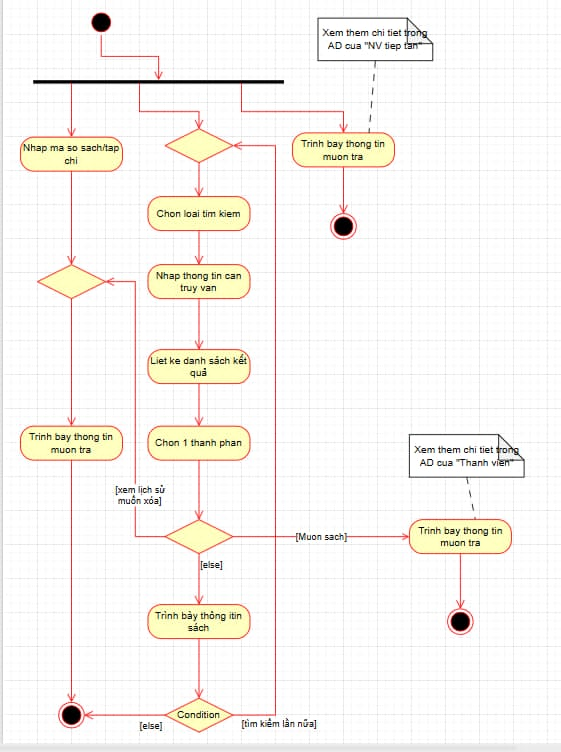 Xem them chi tiet trong
AD cua "NV tiep tan"
Nhap ma so sach/tap
chi
Trinh bay thong tin
muon tra
Chon loai tim kiem
Nhap thong tin can
truy van
Liet ke danh sách kết
quả
Trinh bay thong tin
muon tra
Chon 1 thanh phan
Xem them chi tiet trong
AD cua "Thanh vien"
[xem lịch sử
muốn xóa]
[Muon sach]
Trinh bay thong tin
muon tra
[else]
Trình bày thông itin
sách
Condition
[else]
[tìm kiếm lần nữa]